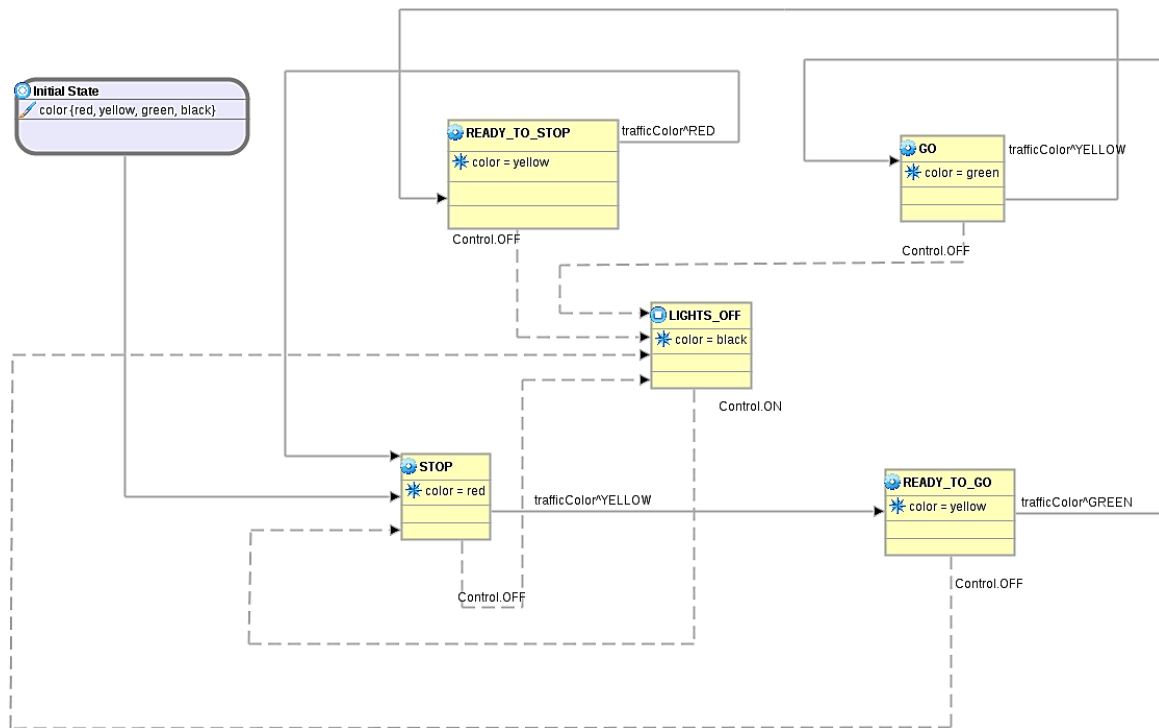 Initial State
color {red, yellow, green, black}
READY_TO_STOP
color = yellow
trafficColor^RED
Control.OFF
GO
color = green
trafficColor^YELLOW
Control.OFF
LIGHTS_OFF
color = black
Control.ON
STOP
color = red
trafficColor^YELLOW
Control.OFF
READY_TO_GO
color = yellow
trafficColor^GREEN
Control.OFF